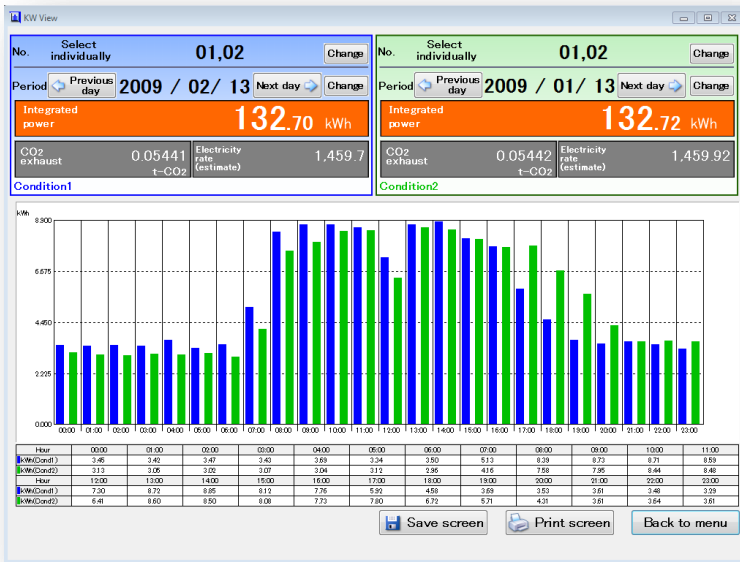 KW View
No. Select individually 01,02 Change
Period Previous day 2009 / 02/ 13 Next day Change
Integrated power 132.70 kWh
CO2 exhaust 0.05441 t-CO2 Electricity rate (estimate) 1,459.7
Condition1
No. Select individually 01,02 Change
Period Previous day 2009 / 01/ 13 Next day Change
Integrated power 132.72 kWh
CO2 exhaust 0.05442 t-CO2 Electricity rate (estimate) 1,459.92
Condition2
kWh
8.900
6.675
4.450
2.225
0.000
00:00 01:00 02:00 03:00 04:00 05:00 06:00 07:00 08:00 09:00 10:00 11:00 12:00 13:00 14:00 15:00 16:00 17:00 18:00 19:00 20:00 21:00 22:00 23:00
Hour 00:00 01:00 02:00 03:00 04:00 05:00 06:00 07:00 08:00 09:00 10:00 11:00
kWh(Cond1) 3.45 3.42 3.47 3.43 3.69 3.34 3.50 5.13 8.39 8.73 8.71 8.59
kWh(Cond2) 3.13 3.05 3.02 3.07 3.04 3.12 2.95 4.16 7.58 7.95 8.44 8.48
Hour 12:00 13:00 14:00 15:00 16:00 17:00 18:00 19:00 20:00 21:00 22:00 23:00
kWh(Cond1) 7.30 8.72 8.85 8.12 7.76 5.92 4.58 3.69 3.53 3.61 3.48 3.29
kWh(Cond2) 6.41 8.60 8.50 8.08 7.73 7.80 6.72 5.71 4.31 3.61 3.64 3.61
Save screen
Print screen
Back to menu